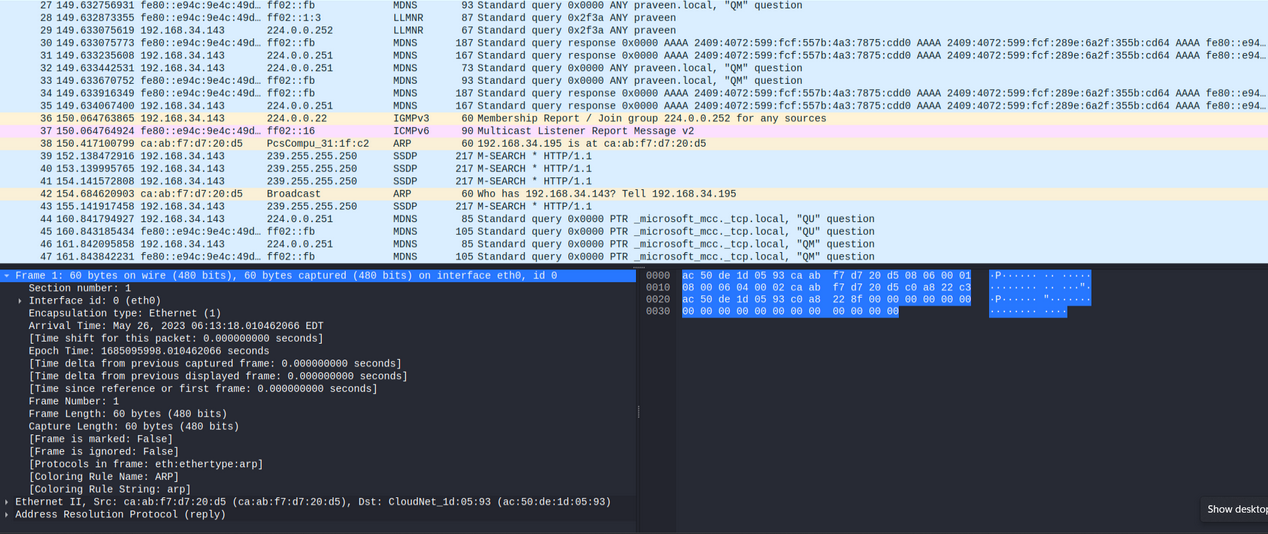 27 149.632756931 fe80::e94c:9e4c:49d… ff02::fb MDNS 93 Standard query 0x0000 ANY praveen.local, "QM" question
28 149.632873355 fe80::e94c:9e4c:49d… ff02::1:3 LLMNR 87 Standard query 0x2f3a ANY praveen
29 149.633075619 192.168.34.143 224.0.0.252 LLMNR 67 Standard query 0x2f3a ANY praveen
30 149.633075773 fe80::e94c:9e4c:49d… ff02::fb MDNS 187 Standard query response 0x0000 AAAA 2409:4072:599:fcf:557b:4a3:7875:cdd0 AAAA 2409:4072:599:fcf:289e:6a2f:355b:cd64 AAAA fe80::e94…
31 149.633235608 192.168.34.143 224.0.0.251 MDNS 167 Standard query response 0x0000 AAAA 2409:4072:599:fcf:557b:4a3:7875:cdd0 AAAA 2409:4072:599:fcf:289e:6a2f:355b:cd64 AAAA fe80::e94…
32 149.633442531 192.168.34.143 224.0.0.251 MDNS 73 Standard query 0x0000 ANY praveen.local, "QM" question
33 149.633670752 fe80::e94c:9e4c:49d… ff02::fb MDNS 93 Standard query 0x0000 ANY praveen.local, "QM" question
34 149.633916349 fe80::e94c:9e4c:49d… ff02::fb MDNS 187 Standard query response 0x0000 AAAA 2409:4072:599:fcf:557b:4a3:7875:cdd0 AAAA 2409:4072:599:fcf:289e:6a2f:355b:cd64 AAAA fe80::e94…
35 149.634067400 192.168.34.143 224.0.0.251 MDNS 167 Standard query response 0x0000 AAAA 2409:4072:599:fcf:557b:4a3:7875:cdd0 AAAA 2409:4072:599:fcf:289e:6a2f:355b:cd64 AAAA fe80::e94…
36 150.064763865 192.168.34.143 224.0.0.22 IGMPv3 60 Membership Report / Join group 224.0.0.252 for any sources
37 150.064764924 fe80::e94c:9e4c:49d… ff02::16 ICMPv6 90 Multicast Listener Report Message v2
38 150.417100799 ca:ab:f7:d7:20:d5 PcsCompu_31:1f:c2 ARP 60 192.168.34.195 is at ca:ab:f7:d7:20:d5
39 152.138472916 192.168.34.143 239.255.255.250 SSDP 217 M-SEARCH * HTTP/1.1
40 153.139995765 192.168.34.143 239.255.255.250 SSDP 217 M-SEARCH * HTTP/1.1
41 154.141572808 192.168.34.143 239.255.255.250 SSDP 217 M-SEARCH * HTTP/1.1
42 154.684620903 ca:ab:f7:d7:20:d5 Broadcast ARP 60 Who has 192.168.34.143? Tell 192.168.34.195
43 155.141917458 192.168.34.143 239.255.255.250 SSDP 217 M-SEARCH * HTTP/1.1
44 160.841794927 192.168.34.143 224.0.0.251 MDNS 85 Standard query 0x0000 PTR _microsoft_mcc._tcp.local, "QU" question
45 160.843185434 fe80::e94c:9e4c:49d… ff02::fb MDNS 105 Standard query 0x0000 PTR _microsoft_mcc._tcp.local, "QU" question
46 161.842095858 192.168.34.143 224.0.0.251 MDNS 85 Standard query 0x0000 PTR _microsoft_mcc._tcp.local, "QM" question
47 161.843842231 fe80::e94c:9e4c:49d… ff02::fb MDNS 105 Standard query 0x0000 PTR _microsoft_mcc._tcp.local, "QM" question
Frame 1: 60 bytes on wire (480 bits), 60 bytes captured (480 bits) on interface eth0, id 0
Section number: 1
Interface id: 0 (eth0)
Encapsulation type: Ethernet (1)
Arrival Time: May 26, 2023 06:13:18.010462066 EDT
[Time shift for this packet: 0.000000000 seconds]
Epoch Time: 1685095998.010462066 seconds
[Time delta from previous captured frame: 0.000000000 seconds]
[Time delta from previous displayed frame: 0.000000000 seconds]
[Time since reference or first frame: 0.000000000 seconds]
Frame Number: 1
Frame Length: 60 bytes (480 bits)
Capture Length: 60 bytes (480 bits)
[Frame is marked: False]
[Frame is ignored: False]
[Protocols in frame: eth:ethertype:arp]
[Coloring Rule Name: ARP]
[Coloring Rule String: arp]
Ethernet II, Src: ca:ab:f7:d7:20:d5 (ca:ab:f7:d7:20:d5), Dst: CloudNet_1d:05:93 (ac:50:de:1d:05:93)
Address Resolution Protocol (reply)
0000 ac 50 de 1d 05 93 ca ab f7 d7 20 d5 08 06 00 01 ·P······ ·· ·····
0010 08 00 06 04 00 02 ca ab f7 d7 20 d5 c0 a8 22 c3 ········ ·· ···"·
0020 ac 50 de 1d 05 93 c0 a8 22 8f 00 00 00 00 00 00 ·P······ "·······
0030 00 00 00 00 00 00 00 00 00 00 00 00 ········ ····
Show desktop